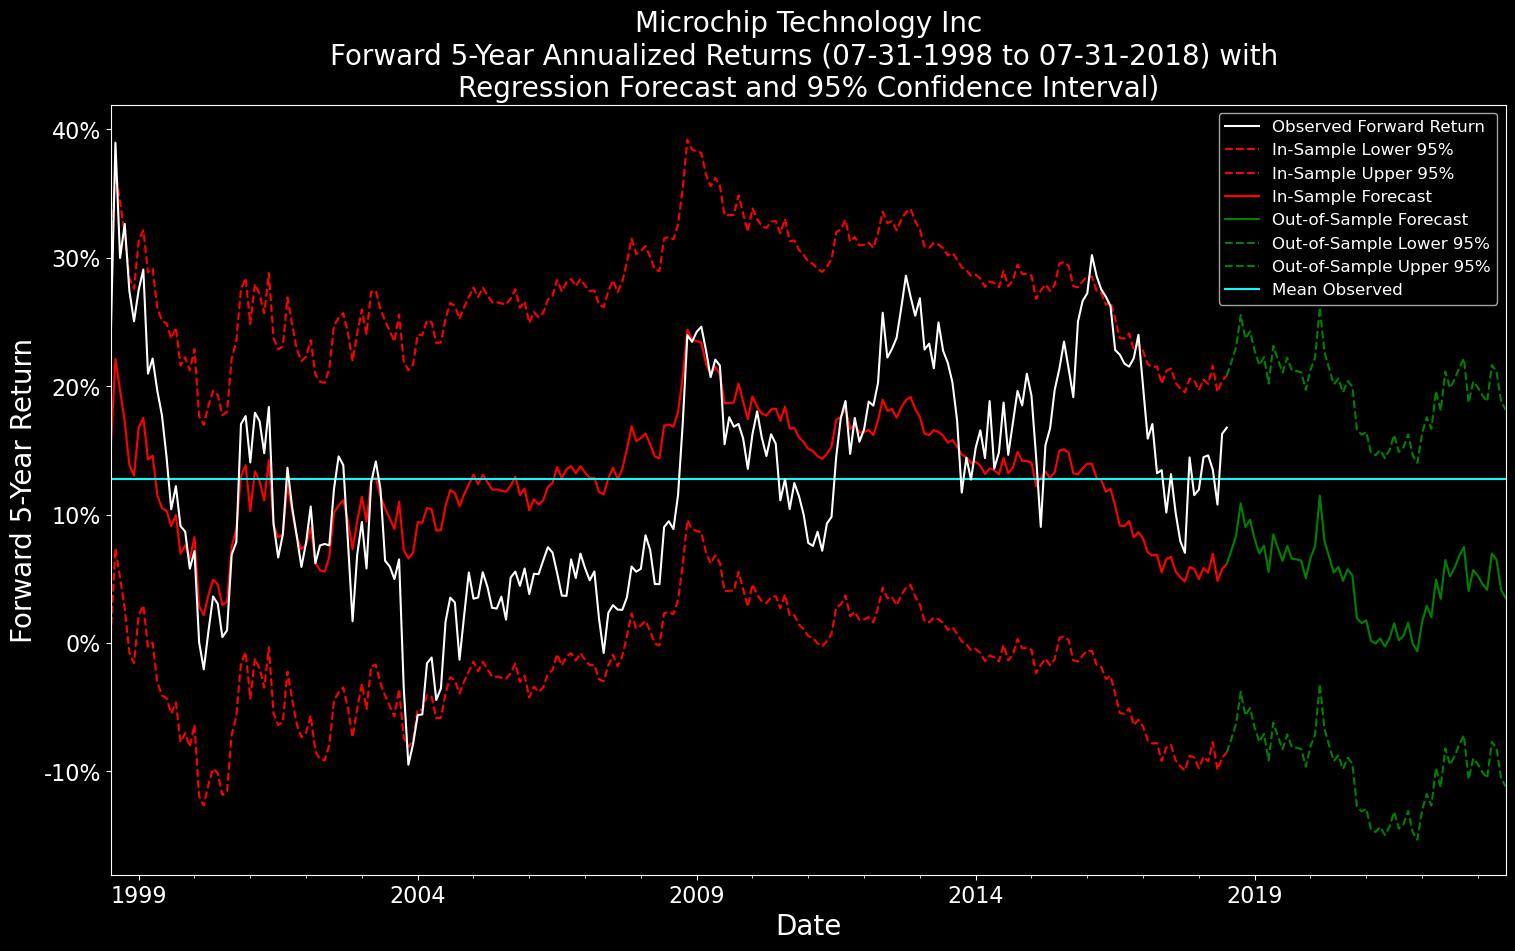 Microchip Technology Inc
Forward 5-Year Annualized Returns (07-31-1998 to 07-31-2018) with
Regression Forecast and 95% Confidence Interval)
Observed Forward Return
In-Sample Lower 95%
In-Sample Upper 95%
In-Sample Forecast
Out-of-Sample Forecast
Out-of-Sample Lower 95%
Out-of-Sample Upper 95%
Mean Observed
Forward 5-Year Return
40%
30%
20%
10%
0%
-10%
1999 2004 2009 2014 2019
Date